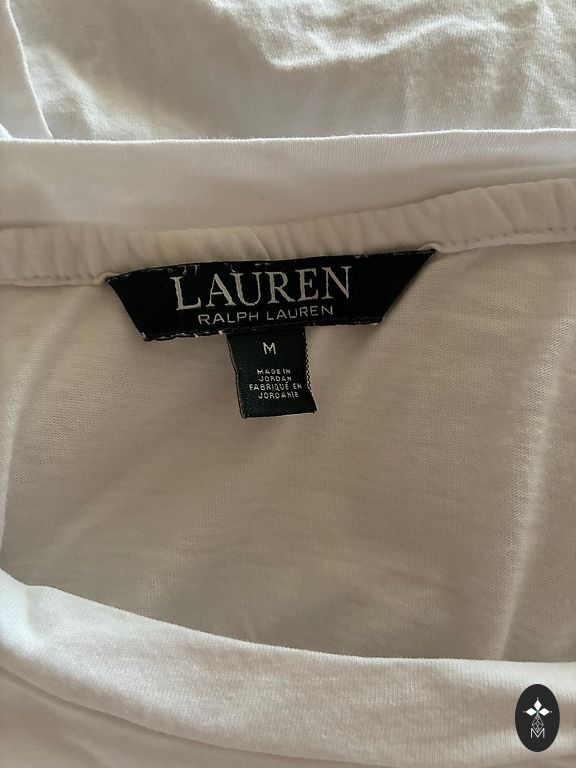 LAUREN
RALPH LAUREN
M
MADE IN
JORDAN
FABRIQUÉ EN
JORDANIE
M